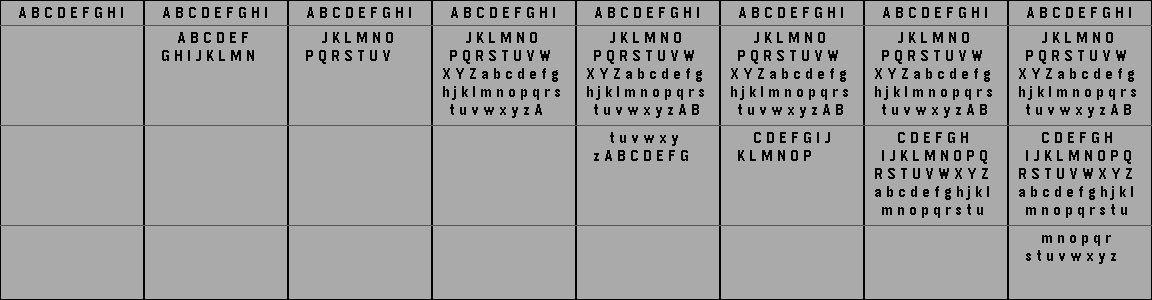 ABCDEFGHI
ABCDEFGHI
ABCDEF
GHIJKLMN
ABCDEFGHI
JKLMNO
PQRSTUV
ABCDEFGHI
JKLMNO
PQRSTUVW
XYZabcdefg
hjklmnopqrs
tuvwxyzA
ABCDEFGHI
JKLMNO
PQRSTUVW
XYZabcdefg
hjklmnopqrs
tuvwxyzAB
tuvwxy
zABCDEFG
ABCDEFGHI
JKLMNO
PQRSTUVW
XYZabcdefg
hjklmnopqrs
tuvwxyzAB
CDEFGIJ
KLMNOP
ABCDEFGHI
JKLMNO
PQRSTUVW
XYZabcdefg
hjklmnopqrs
tuvwxyzAB
CDEFGH
IJKLMNOPQ
RSTUVWXYZ
abcdefghjkl
mnopqrstu
ABCDEFGHI
JKLMNO
PQRSTUVW
XYZabcdefg
hjklmnopqrs
tuvwxyzAB
CDEFGH
IJKLMNOPQ
RSTUVWXYZ
abcdefghjkl
mnopqrstu
mnopqr
stuvwxyz